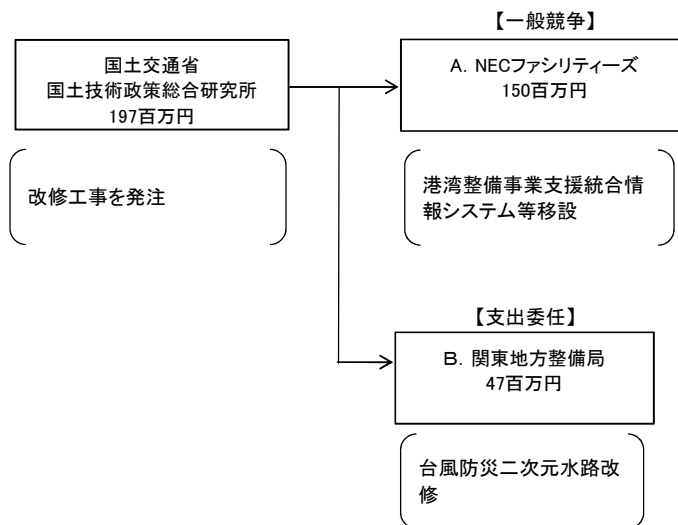 【一般競争】
国土交通省
国土技術政策総合研究所
197百万円
A. NECファシリティーズ
150百万円
改修工事を発注
港湾整備事業支援統合情
報システム等移設
【支出委任】
B. 関東地方整備局
47百万円
台風防災二次元水路改
修